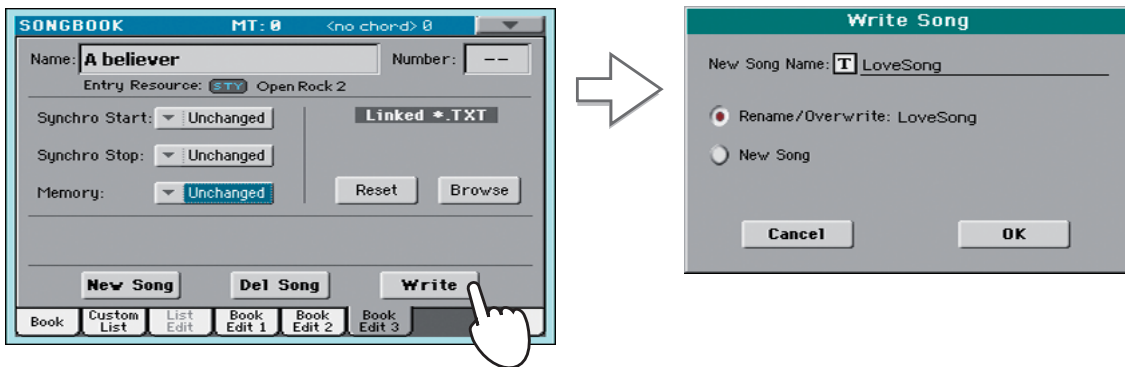 SONGBOOK MT: 0 <no chord> 0
Name: A believer Number: --
Entry Resource: STY Open Rock 2
Synchro Start: Unchanged Linked *.TXT
Synchro Stop: Unchanged
Memory: Unchanged Reset Browse
New Song Del Song Write
Book Custom List List Edit Book Edit 1 Book Edit 2 Book Edit 3
Write Song
New Song Name: T LoveSong
Rename/Overwrite: LoveSong
New Song
Cancel OK